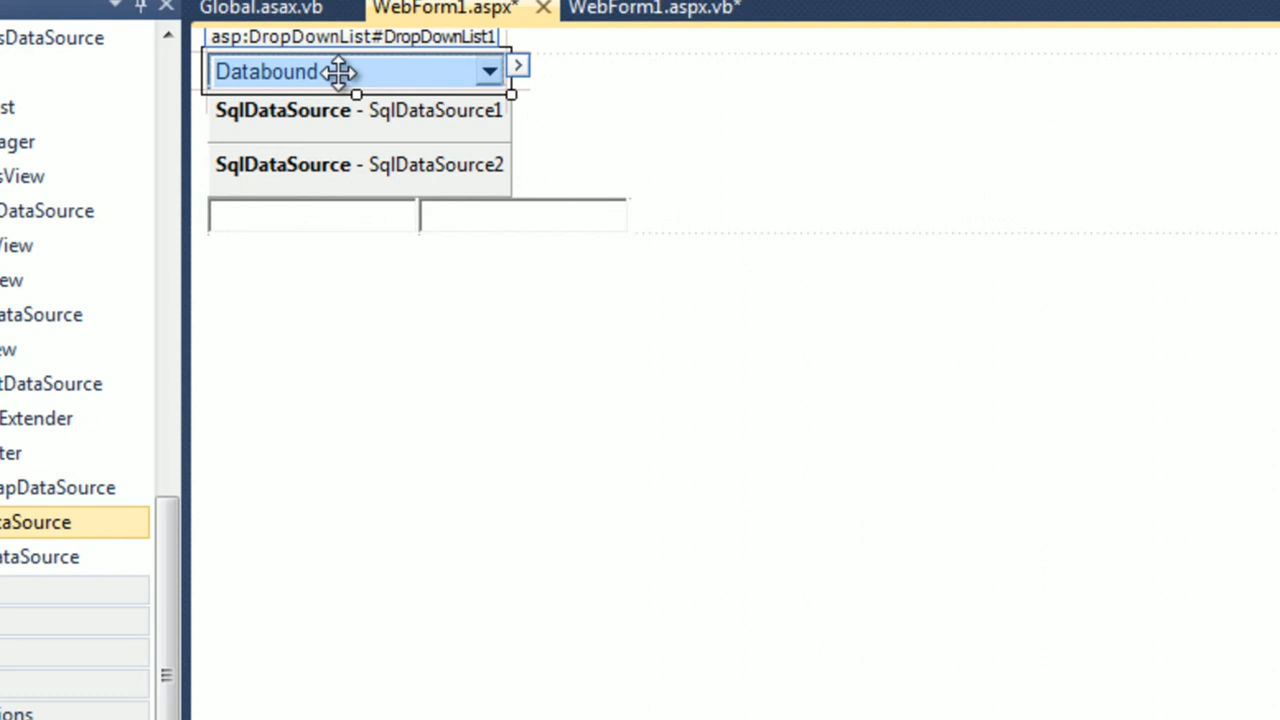 Global.asax.vb
WebForm1.aspx*
WebForm1.aspx.vb*
sDataSource
st
ager
sView
DataSource
View
ew
ataSource
ew
tDataSource
Extender
ter
apDataSource
taSource
ataSource
ions
asp:DropDownList#DropDownList1
Databound
SqlDataSource - SqlDataSource1
SqlDataSource - SqlDataSource2